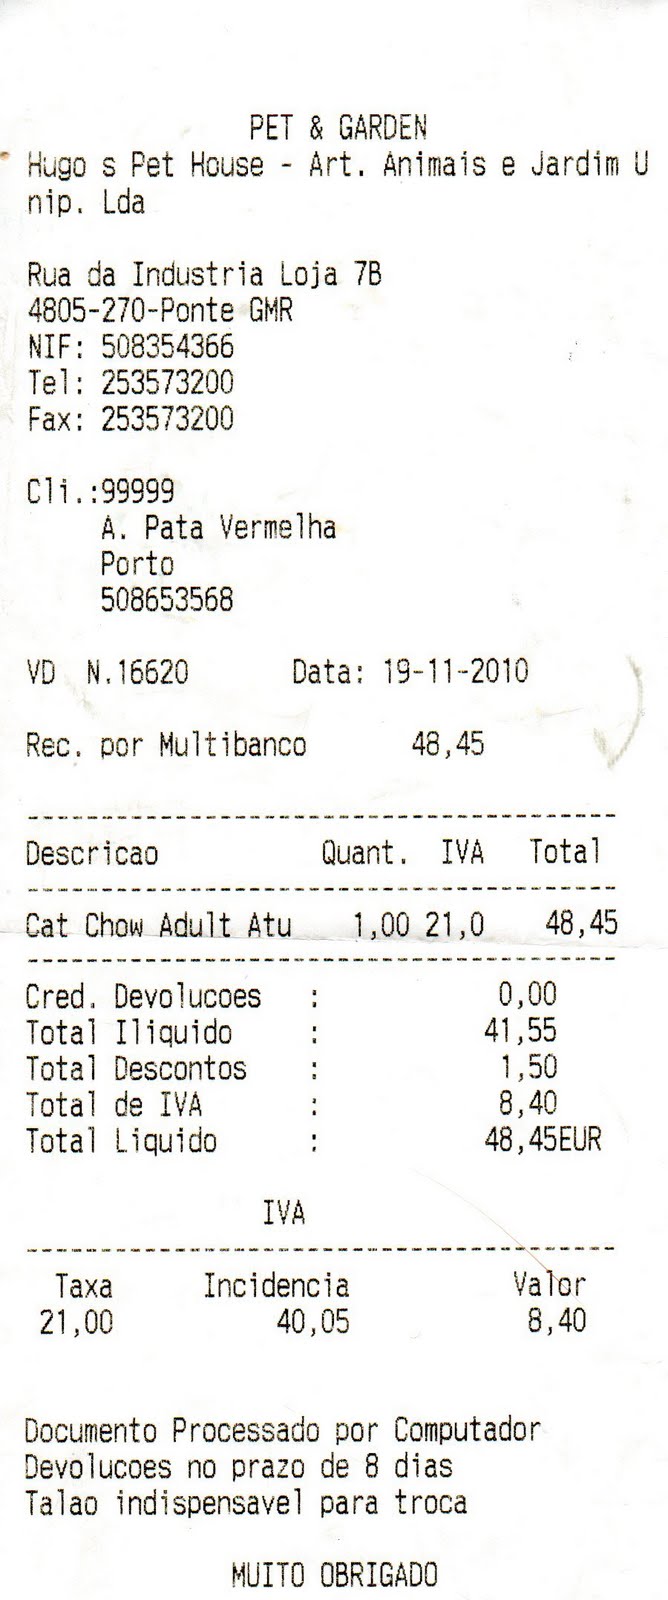 PET & GARDEN
Hugo s Pet House - Art. Animais e Jardim U
nip. Lda
Rua da Industria Loja 7B
4805-270-Ponte GMR
NIF: 508354366
Tel: 253573200
Fax: 253573200
Cli.:99999
A. Pata Vermelha
Porto
508653568
VD N.16620 Data: 19-11-2010
Rec. por Multibanco 48,45
Descricao Quant. IVA Total
Cat Chow Adult Atu 1,00 21,0 48,45
Cred. Devolucoes : 0,00
Total Iliquido : 41,55
Total Descontos : 1,50
Total de IVA : 8,40
Total Liquido : 48,45EUR
IVA
Taxa Incidencia Valor
21,00 40,05 8,40
Documento Processado por Computador
Devolucoes no prazo de 8 dias
Talao indispensavel para troca
MUITO OBRIGADO